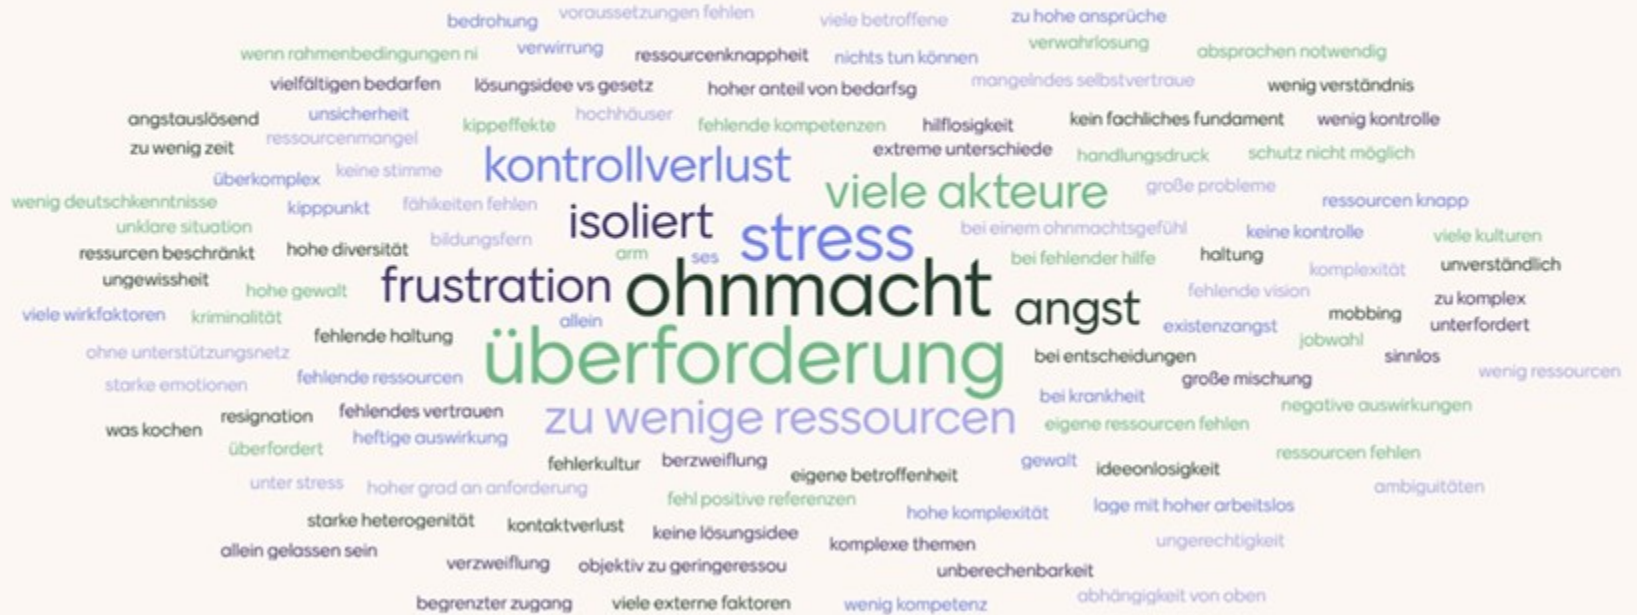 bedrohung
voraussetzungen fehlen
viele betroffene
zu hohe ansprüche
wenn rahmenbedingungen ni
verwirrung
ressourcenknappheit
nichts tun können
verwahrlosung
absprachen notwendig
vielfältigen bedarfen
lösungsidee vs gesetz
hoher anteil von bedarfsg
mangelndes selbstvertraue
wenig verständnis
angstauslösend
unsicherheit
kippeffekte
hochhäuser
fehlende kompetenzen
hilflosigkeit
kein fachliches fundament
wenig kontrolle
zu wenig zeit
ressourcenmangel
extreme unterschiede
handlungsdruck
schutz nicht möglich
überkomplex
keine stimme
kontrollverlust
viele akteure
große probleme
wenig deutschkenntnisse
kipppunkt
fähikeiten fehlen
ressourcen knapp
unklare situation
isoliert
stress
bei einem ohnmachtsgefühl
keine kontrolle
viele kulturen
ressurcen beschränkt
hohe diversität
bildungsfern
arm
ses
bei fehlender hilfe
haltung
komplexität
unverständlich
ungewissheit
hohe gewalt
frustration
ohnmacht
angst
fehlende vision
zu komplex
viele wirkfaktoren
kriminalität
allein
existenzangst
mobbing
unterfordert
fehlende haltung
jobwahl
ohne unterstützungsnetz
überforderung
bei entscheidungen
sinnlos
starke emotionen
fehlende ressourcen
große mischung
wenig ressourcen
was kochen
resignation
fehlendes vertrauen
zu wenige ressourcen
bei krankheit
negative auswirkungen
überfordert
heftige auswirkung
eigene ressourcen fehlen
fehlerkultur
berzweiflung
eigene betroffenheit
gewalt
ideeonlosigkeit
ressourcen fehlen
unter stress
hoher grad an anforderung
fehl positive referenzen
ambiguitäten
starke heterogenität
kontaktverlust
keine lösungsidee
hohe komplexität
lage mit hoher arbeitslos
allein gelassen sein
komplexe themen
ungerechtigkeit
verzweiflung
objektiv zu geringeressou
unberechenbarkeit
begrenzter zugang
viele externe faktoren
wenig kompetenz
abhängigkeit von oben